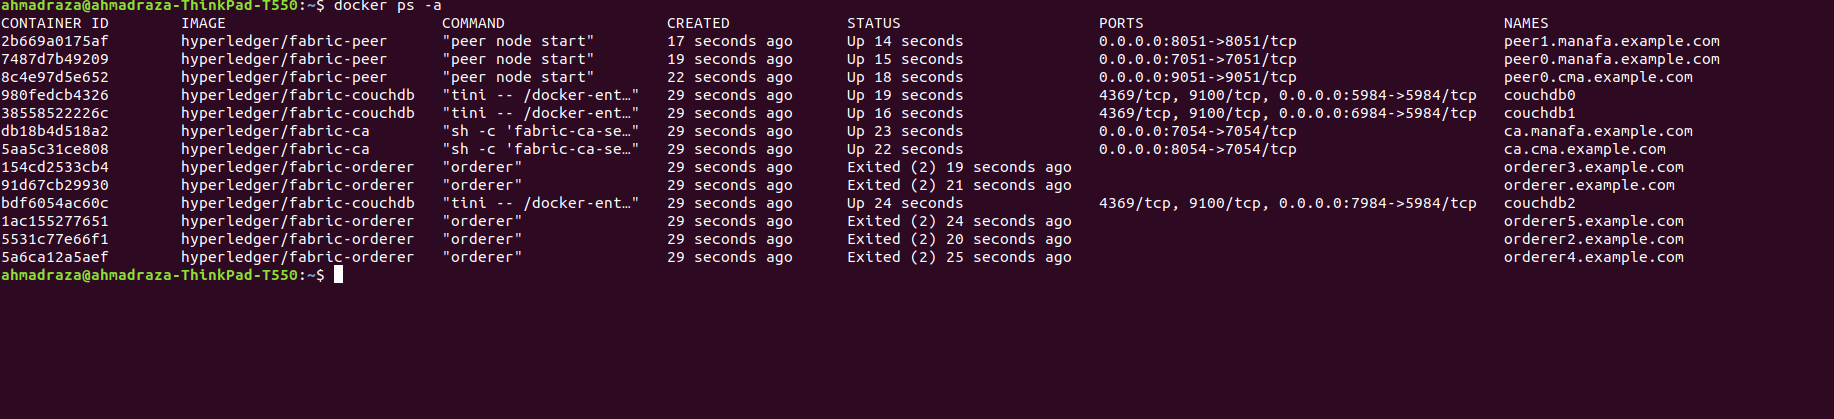 ahmadraza@ahmadraza-ThinkPad-T550:~$ docker ps -a
CONTAINER ID IMAGE COMMAND CREATED STATUS PORTS NAMES
2b669a0175af hyperledger/fabric-peer "peer node start" 17 seconds ago Up 14 seconds 0.0.0.0:8051->8051/tcp peer1.manafa.example.com
7487d7b49209 hyperledger/fabric-peer "peer node start" 19 seconds ago Up 15 seconds 0.0.0.0:7051->7051/tcp peer0.manafa.example.com
8c4e97d5e652 hyperledger/fabric-peer "peer node start" 22 seconds ago Up 18 seconds 0.0.0.0:9051->9051/tcp peer0.cma.example.com
980fedcb4326 hyperledger/fabric-couchdb "tini -- /docker-ent…" 29 seconds ago Up 19 seconds 4369/tcp, 9100/tcp, 0.0.0.0:5984->5984/tcp couchdb0
38558522226c hyperledger/fabric-couchdb "tini -- /docker-ent…" 29 seconds ago Up 16 seconds 4369/tcp, 9100/tcp, 0.0.0.0:6984->5984/tcp couchdb1
db18b4d518a2 hyperledger/fabric-ca "sh -c 'fabric-ca-se…" 29 seconds ago Up 23 seconds 0.0.0.0:7054->7054/tcp ca.manafa.example.com
5aa5c31ce808 hyperledger/fabric-ca "sh -c 'fabric-ca-se…" 29 seconds ago Up 22 seconds 0.0.0.0:8054->7054/tcp ca.cma.example.com
154cd2533cb4 hyperledger/fabric-orderer "orderer" 29 seconds ago Exited (2) 19 seconds ago orderer3.example.com
91d67cb29930 hyperledger/fabric-orderer "orderer" 29 seconds ago Exited (2) 21 seconds ago orderer.example.com
bdf6054ac60c hyperledger/fabric-couchdb "tini -- /docker-ent…" 29 seconds ago Up 24 seconds 4369/tcp, 9100/tcp, 0.0.0.0:7984->5984/tcp couchdb2
1ac155277651 hyperledger/fabric-orderer "orderer" 29 seconds ago Exited (2) 24 seconds ago orderer5.example.com
5531c77e66f1 hyperledger/fabric-orderer "orderer" 29 seconds ago Exited (2) 20 seconds ago orderer2.example.com
5a6ca12a5aef hyperledger/fabric-orderer "orderer" 29 seconds ago Exited (2) 25 seconds ago orderer4.example.com
ahmadraza@ahmadraza-ThinkPad-T550:~$